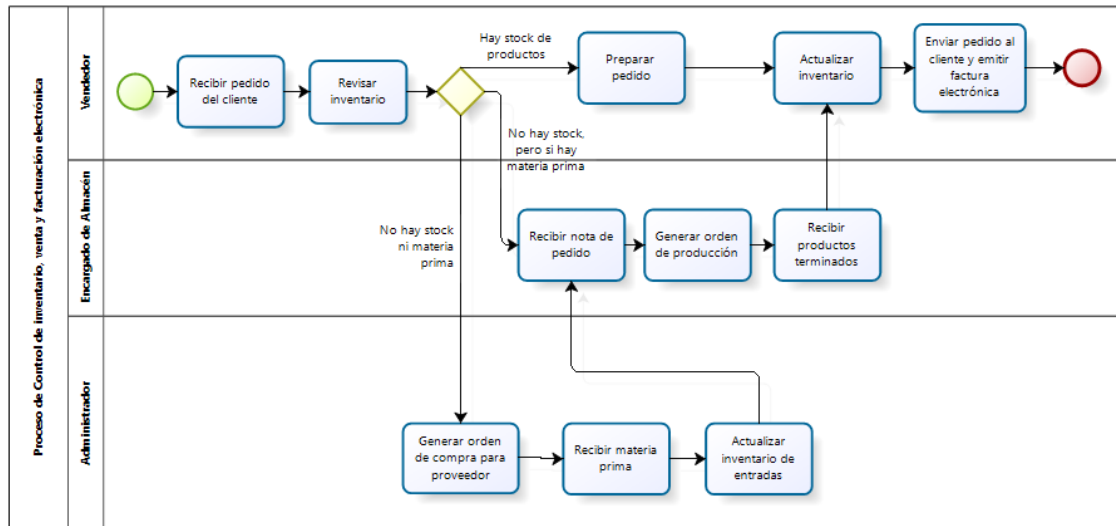 Proceso de Control de inventario, venta y facturación electrónica
Vendedor
Recibir pedido
del cliente
Revisar
inventario
Hay stock de
productos
Preparar
pedido
Actualizar
inventario
Enviar pedido al
cliente y emitir
factura
electrónica
No hay stock,
pero si hay
materia prima
Encargado de Almacén
No hay stock
ni materia
prima
Recibir nota de
pedido
Generar orden
de producción
Recibir
productos
terminados
Administrador
Generar orden
de compra para
proveedor
Recibir materia
prima
Actualizar
inventario de
entradas